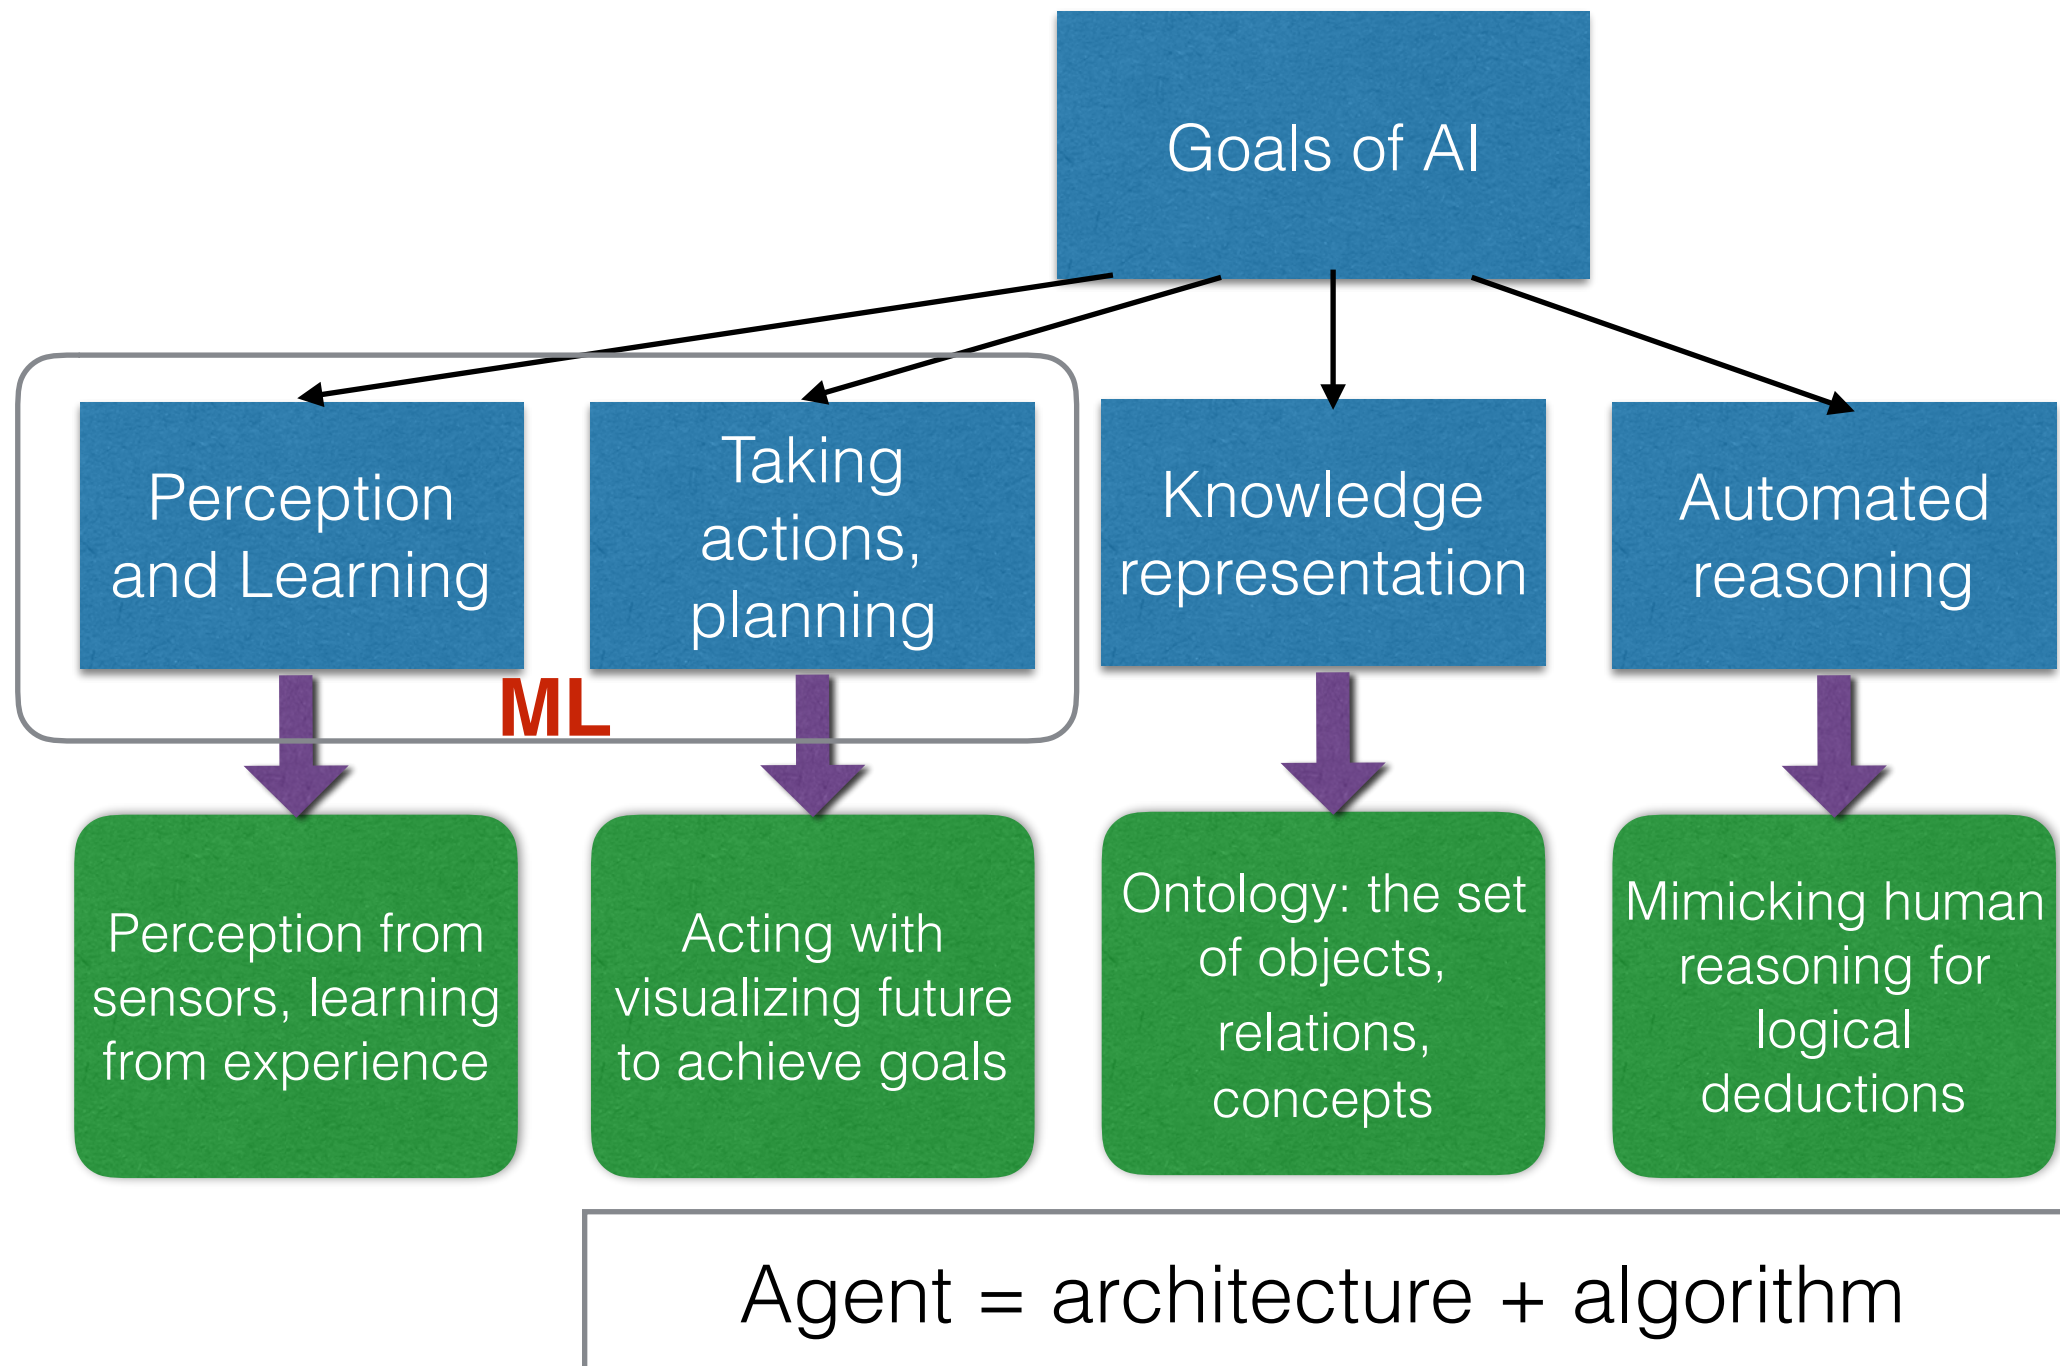 Goals of AI
Perception
and Learning
Taking
actions,
planning
Knowledge
representation
Automated
reasoning
ML
Perception from
sensors, learning
from experience
Acting with
visualizing future
to achieve goals
Ontology: the set
of objects,
relations,
concepts
Mimicking human
reasoning for
logical
deductions
Agent = architecture + algorithm